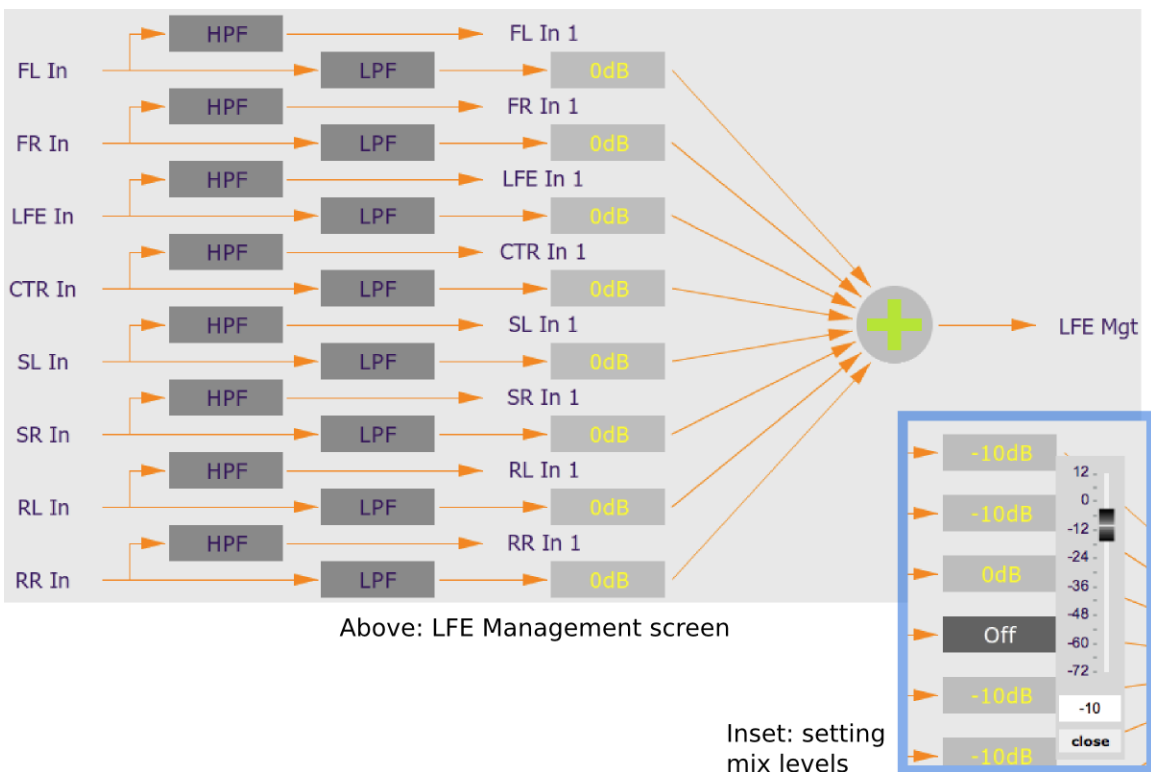 HPF FL In 1
FL In LPF 0dB
HPF FR In 1
FR In LPF 0dB
HPF LFE In 1
LFE In LPF 0dB
HPF CTR In 1
CTR In LPF 0dB
HPF SL In 1
SL In LPF 0dB
LFE Mgt
HPF SR In 1
SR In LPF 0dB
HPF RL In 1
RL In LPF 0dB
HPF RR In 1
RR In LPF 0dB
Above: LFE Management screen
-10dB
-10dB
0dB
Off
-10dB
-10dB
12
0
-12
-24
-36
-48
-60
-72
-10
close
Inset: setting
mix levels